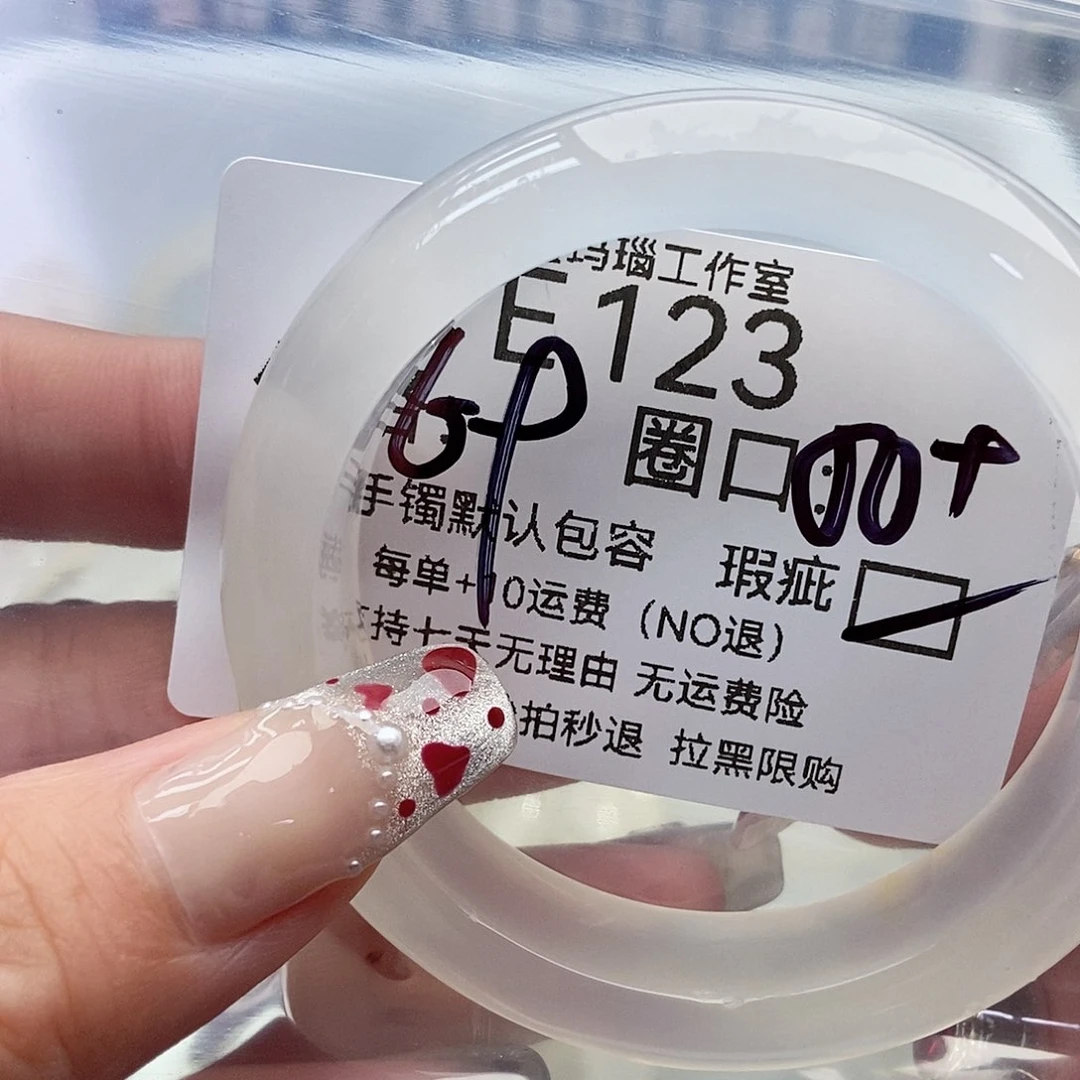 玛瑙工作室
E123
圈口: 00+
手镯默认包容 瑕疵
每单+10运费 (NO退)
支持七天无理由 无运费险
拍秒退 拉黑限购